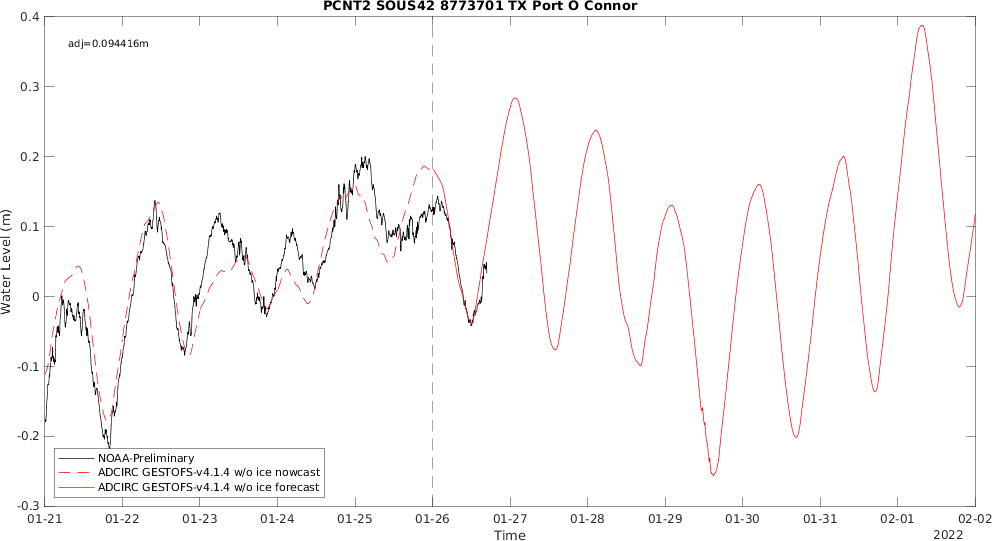 PCNT2 SOUS42 8773701 TX Port O Connor
adj=0.094416m
Water Level (m)
0.4
0.3
0.2
0.1
0
-0.1
-0.2
-0.3
NOAA-Preliminary
ADCIRC GESTOFS-v4.1.4 w/o ice nowcast
ADCIRC GESTOFS-v4.1.4 w/o ice forecast
01-21 01-22 01-23 01-24 01-25 01-26 01-27 01-28 01-29 01-30 01-31 02-01 02-02
Time
2022